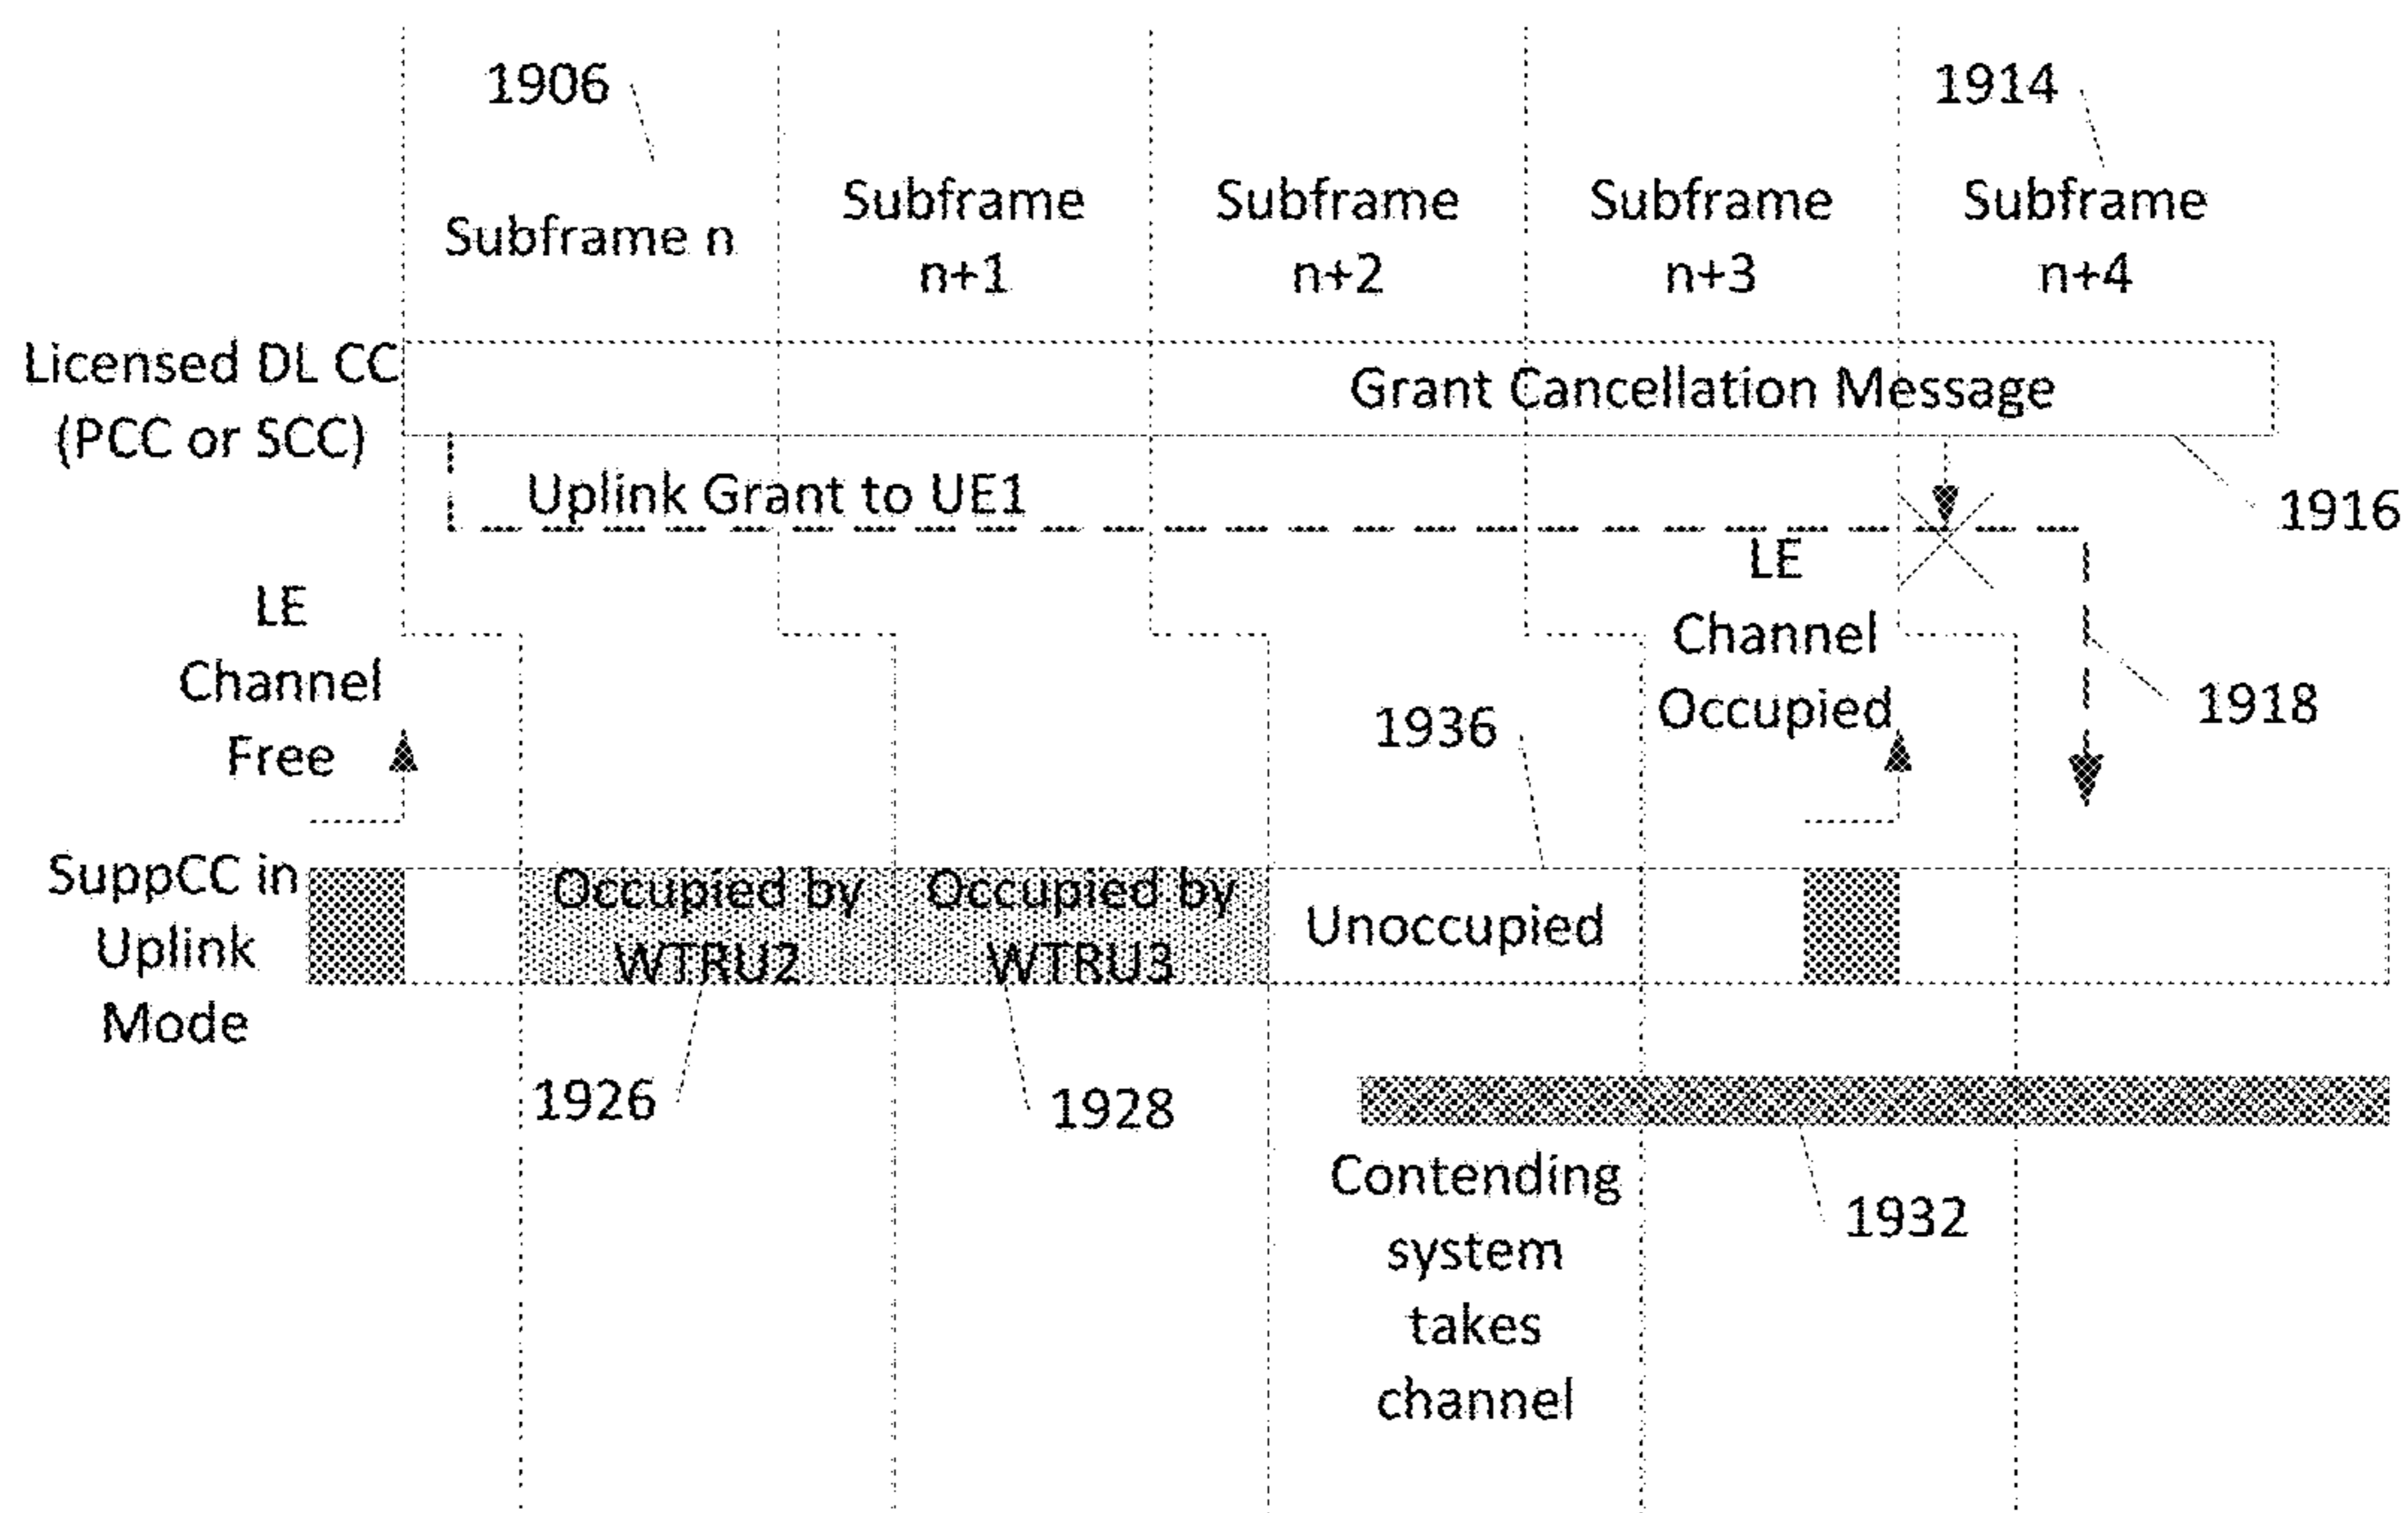 1906
1914
Subframe n
Subframe
n+1
Subframe
n+2
Subframe
n+3
Subframe
n+4
Licensed DL CC
(PCC or SCC)
Grant Cancellation Message
Uplink Grant to UE1
1916
LE
Channel
Free
LE
Channel
Occupied
1918
1936
SuppCC in
Uplink
Mode
Occupied by
WTRU2
Occupied by
WTRU3
Unoccupied
1926
1928
Contending
system
takes
channel
1932